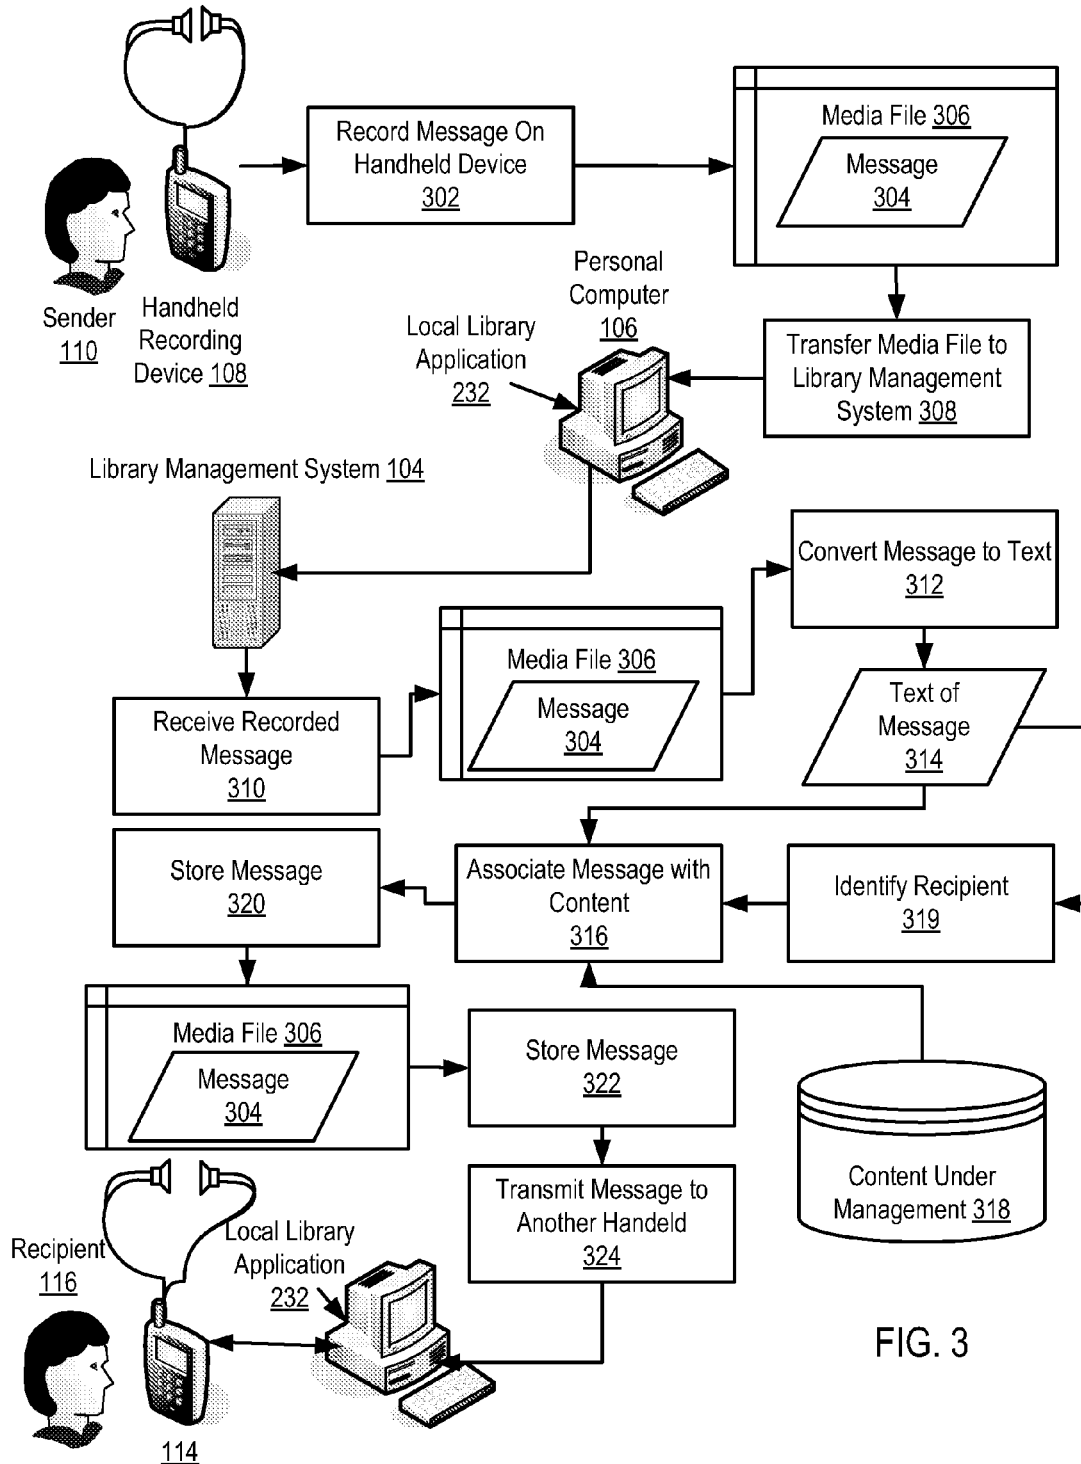 Record Message On
Handheld Device
302
Media File 306
Message
304
Sender
110
Handheld
Recording
Device 108
Personal
Computer
106
Local Library
Application
232
Transfer Media File to
Library Management
System 308
Library Management System 104
Convert Message to Text
312
Media File 306
Message
304
Receive Recorded
Message
310
Text of
Message
314
Store Message
320
Associate Message with
Content
316
Identify Recipient
319
Media File 306
Message
304
Store Message
322
Content Under
Management 318
Transmit Message to
Another Handeld
324
Recipient
116
Local Library
Application
232
114
FIG. 3